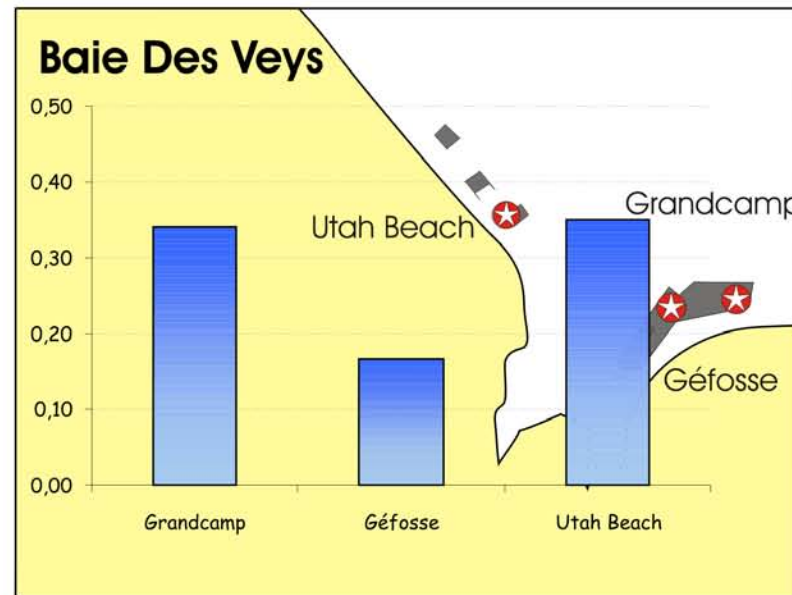 Baie Des Veys
0,50
0,40
0,30
0,20
0,10
0,00
Utah Beach
Grandcamp
Géfosse
Grandcamp
Géfosse
Utah Beach